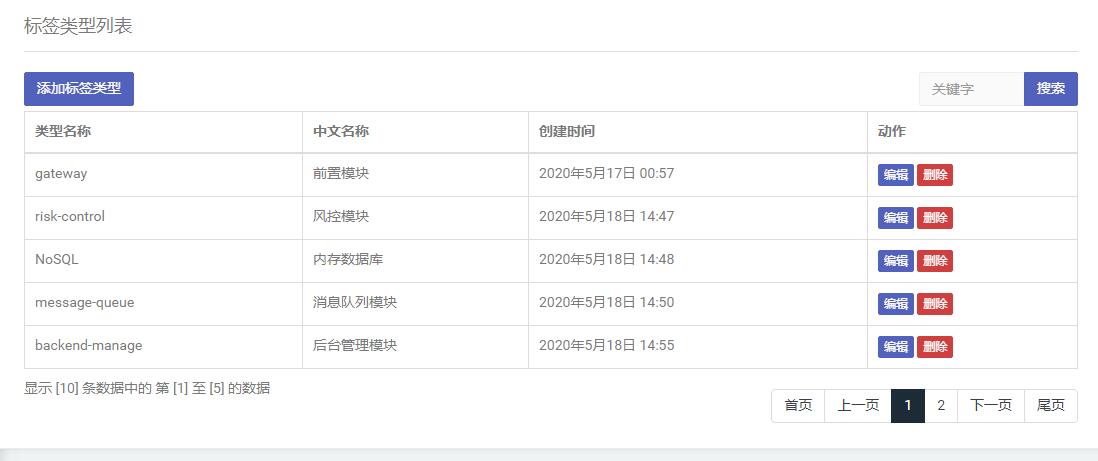 标签类型列表
添加标签类型 关键字 搜索
类型名称 中文名称 创建时间 动作
gateway 前置模块 2020年5月17日 00:57 编辑 删除
risk-control 风控模块 2020年5月18日 14:47 编辑 删除
NoSQL 内存数据库 2020年5月18日 14:48 编辑 删除
message-queue 消息队列模块 2020年5月18日 14:50 编辑 删除
backend-manage 后台管理模块 2020年5月18日 14:55 编辑 删除
显示 [10] 条数据中的 第 [1] 至 [5] 的数据
首页 上一页 1 2 下一页 尾页